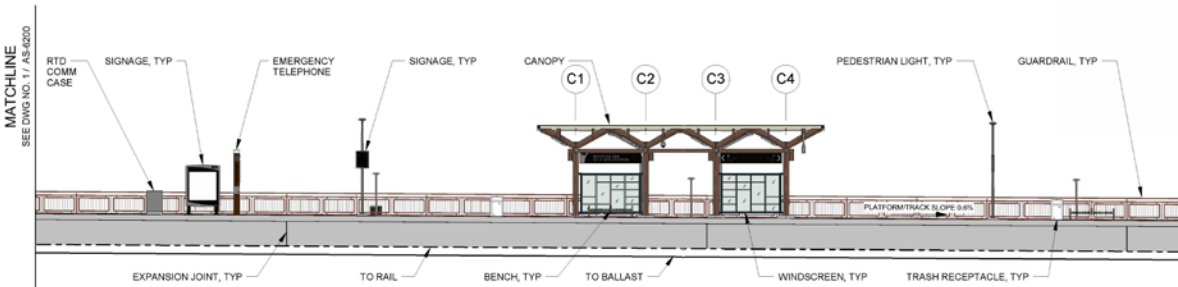 MATCHLINE
SEE DWG NO. 1 / AS-6200
RTD
COMM
CASE
SIGNAGE, TYP
EMERGENCY
TELEPHONE
SIGNAGE, TYP
CANOPY
C1
C2
C3
C4
PEDESTRIAN LIGHT, TYP
GUARDRAIL, TYP
PLATFORM/TRACK SLOPE 0.6%
EXPANSION JOINT, TYP
TO RAIL
BENCH, TYP
TO BALLAST
WINDSCREEN, TYP
TRASH RECEPTACLE, TYP